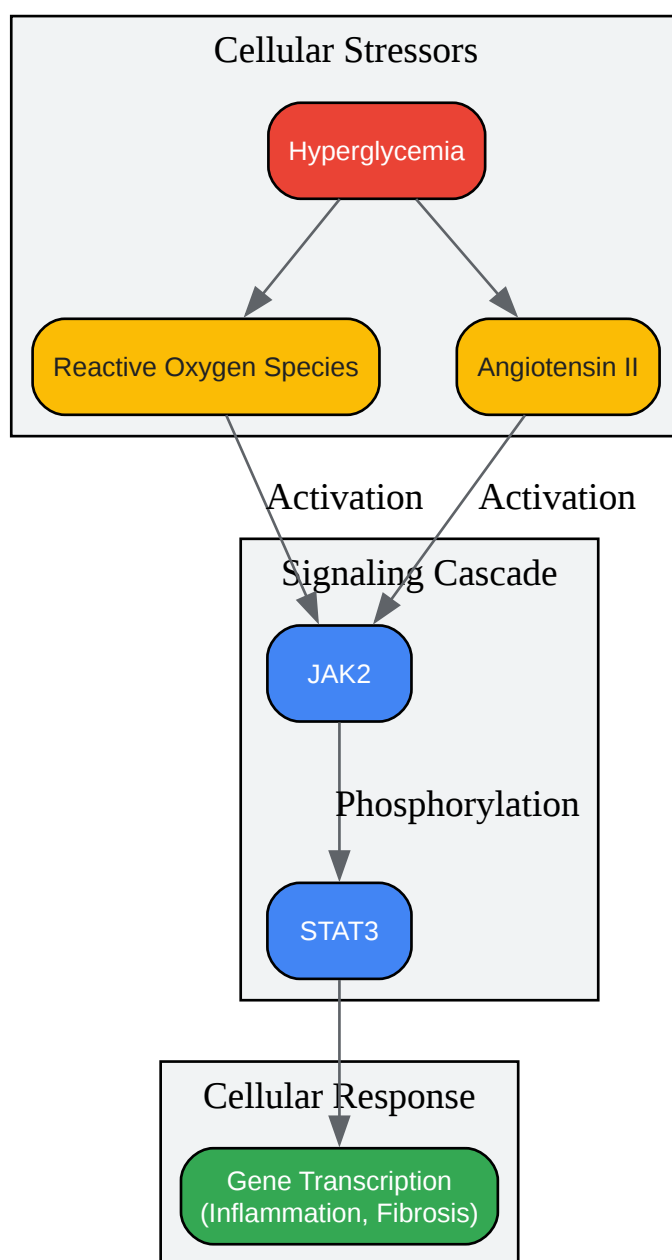 Cellular Stressors
Hyperglycemia
Reactive Oxygen Species
Angiotensin II
Activation
Activation
Signaling Cascade
JAK2
Phosphorylation
STAT3
Cellular Response
Gene Transcription
(Inflammation, Fibrosis)